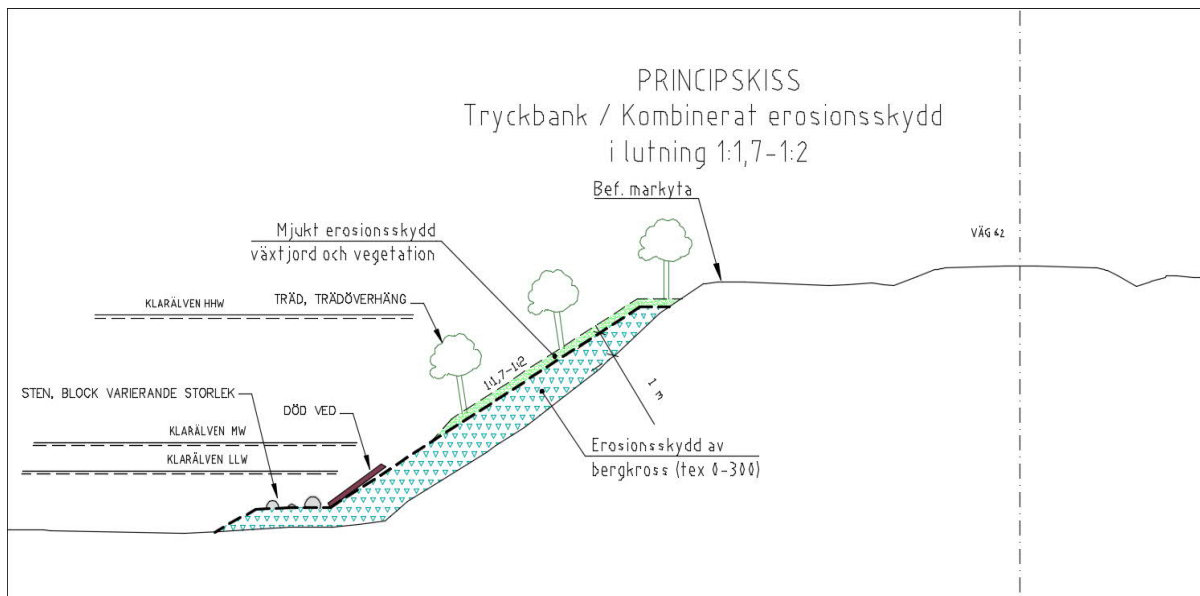 PRINCIPSKISS
Tryckbank / Kombinerat erosionsskydd
i lutning 1:1,7-1:2
Bef. markyta
VÄG 62
Mjukt erosionsskydd
växtjord och vegetation
KLARÄLVEN HHW
TRÄD, TRÄDÖVERHÄNG
1:1,7-1:2
1 m
STEN, BLOCK VARIERANDE STORLEK
DÖD VED
KLARÄLVEN MW
KLARÄLVEN LLW
Erosionsskydd av
bergkross (tex 0-300)